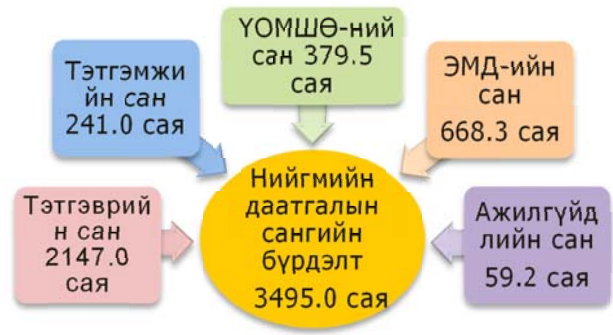 ҮОМШӨ-ний
сан 379.5
сая
Тэтгэмжи
йн сан
241.0 сая
ЭМД-ийн
сан
668.3 сая
Тэтгэврий
н сан
2147.0
сая
Нийгмийн
даатгалын
сангийн
бүрдэлт
3495.0 сая
Ажилгүйд
лийн сан
59.2 сая